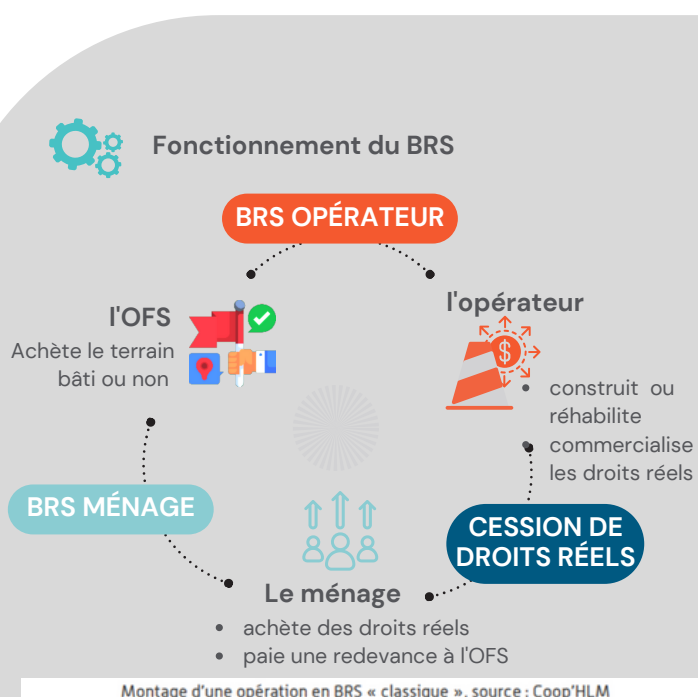 Fonctionnement du BRS
BRS OPÉRATEUR
l'OFS
Achète le terrain
bâti ou non
l'opérateur
$
• construit ou
réhabilite
• commercialise
les droits réels
BRS MÉNAGE
CESSION DE
DROITS RÉELS
Le ménage
• achète des droits réels
• paie une redevance à l'OFS
Montage d'une opération en BRS « classique », source : Coop'HLM